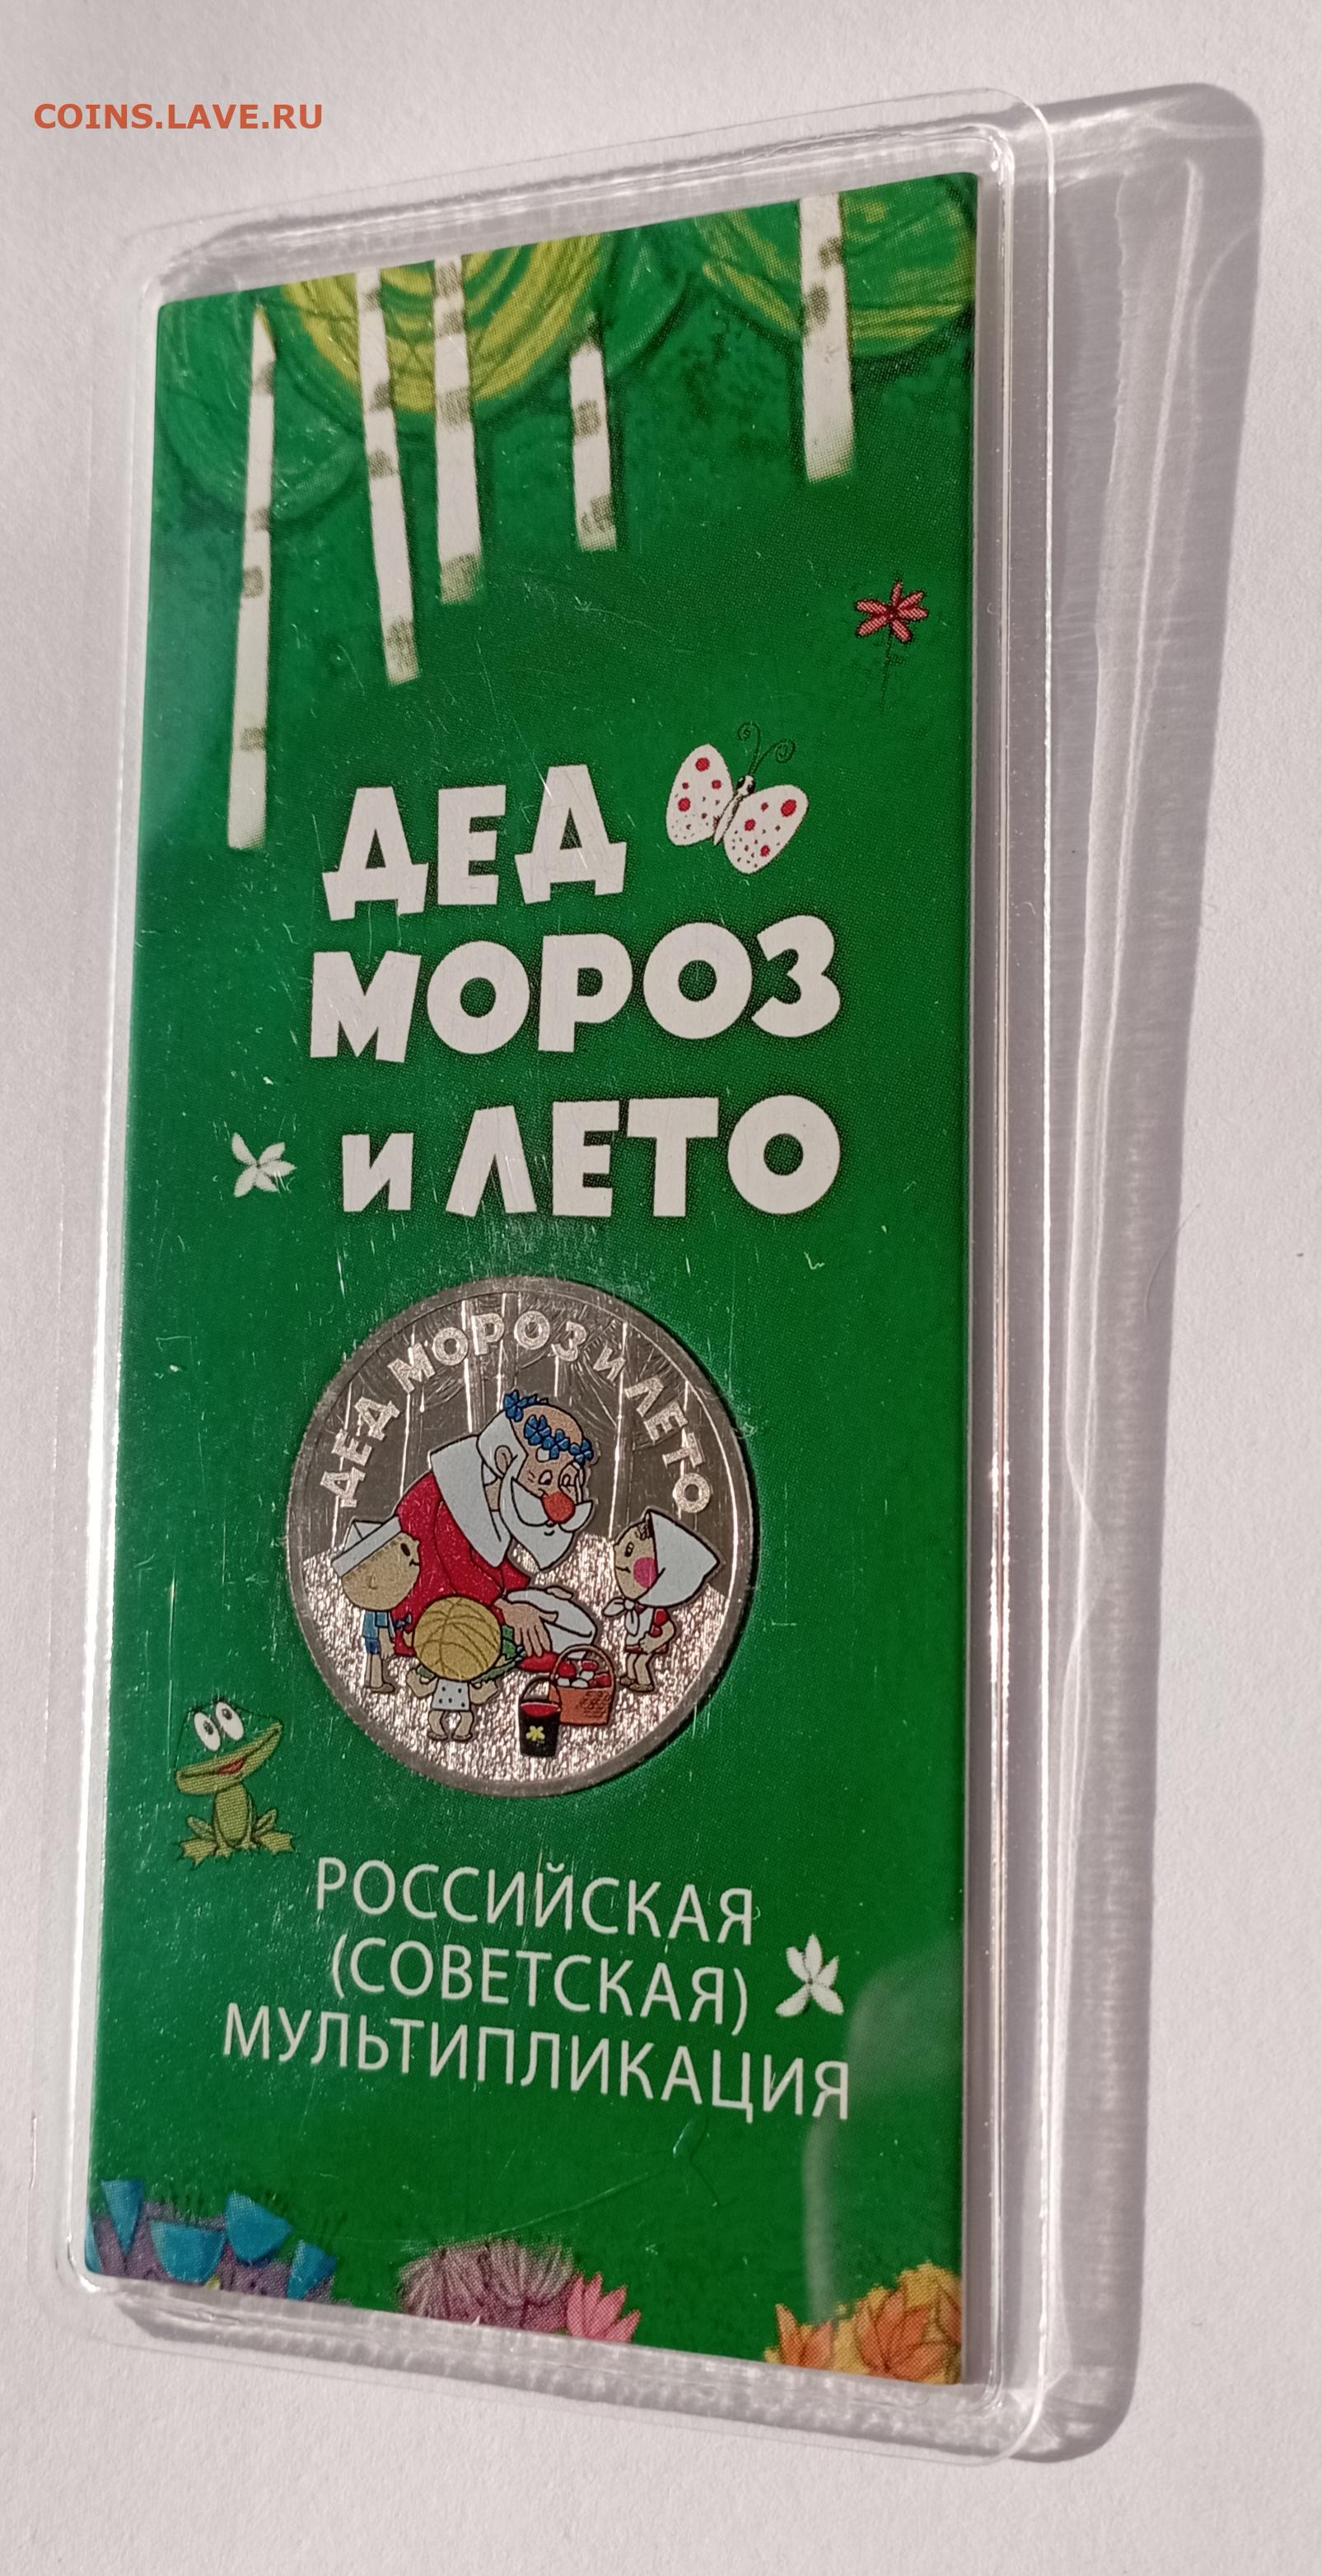 COINS.LAVE.RU
ДЕД
МОРОЗ
и ЛЕТО
ДЕД МОРОЗ И ЛЕТО
РОССИЙСКАЯ
(СОВЕТСКАЯ)
МУЛЬТИПЛИКАЦИЯ